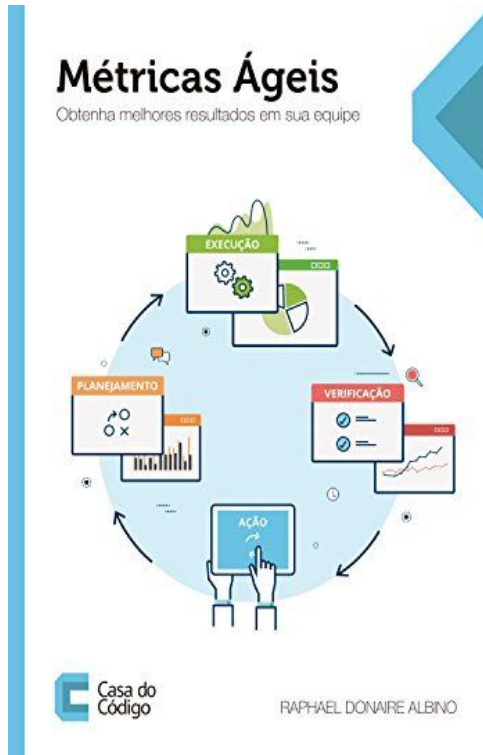 Métricas Ágeis
Obtenha melhores resultados em sua equipe
EXECUÇÃO
PLANEJAMENTO
VERIFICAÇÃO
AÇÃO
Casa do
Código
RAPHAEL DONAIRE ALBINO